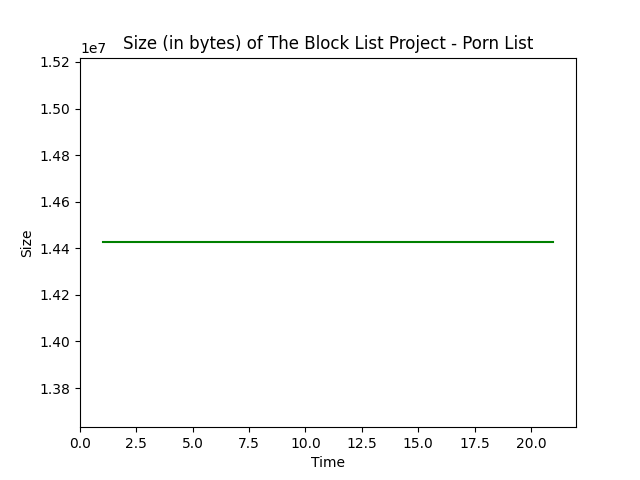 Size (in bytes) of The Block List Project - Porn List
1e7
1.52
1.50
1.48
1.46
1.44
1.42
1.40
1.38
Size
0.0 2.5 5.0 7.5 10.0 12.5 15.0 17.5 20.0
Time